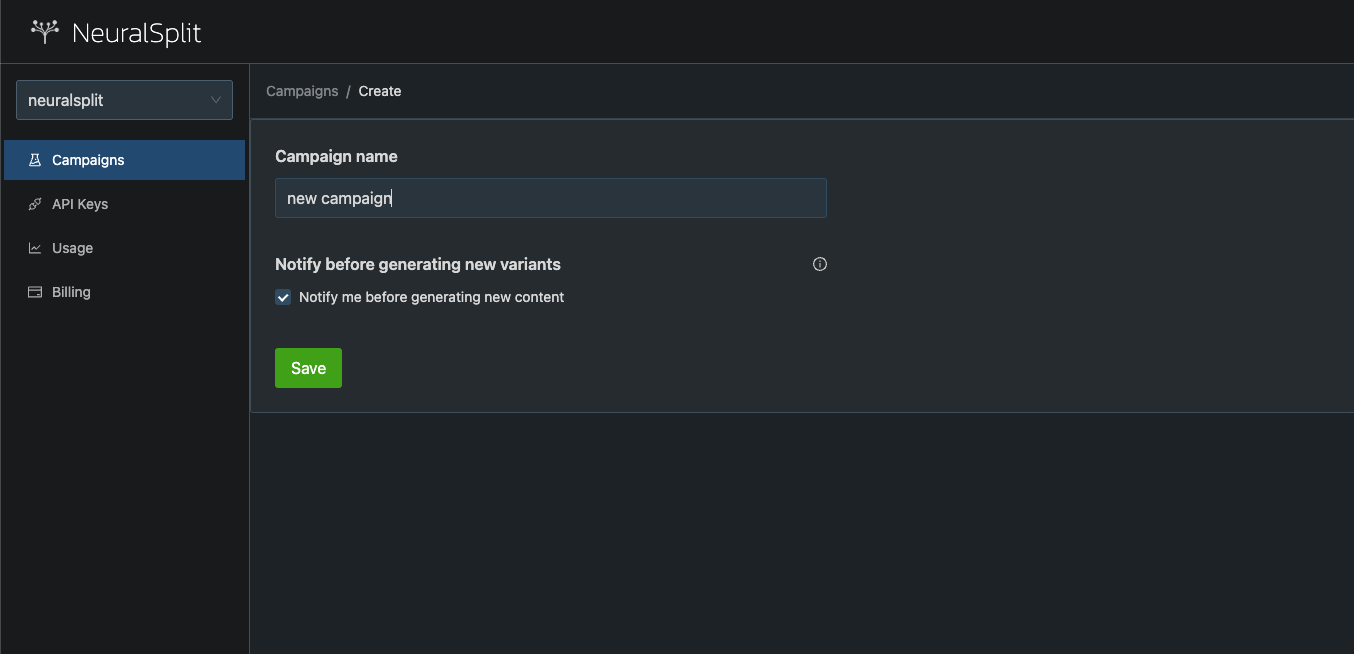 NeuralSplit
neuralsplit
Campaigns
API Keys
Usage
Billing
Campaigns / Create
Campaign name
new campaign
Notify before generating new variants
Notify me before generating new content
Save